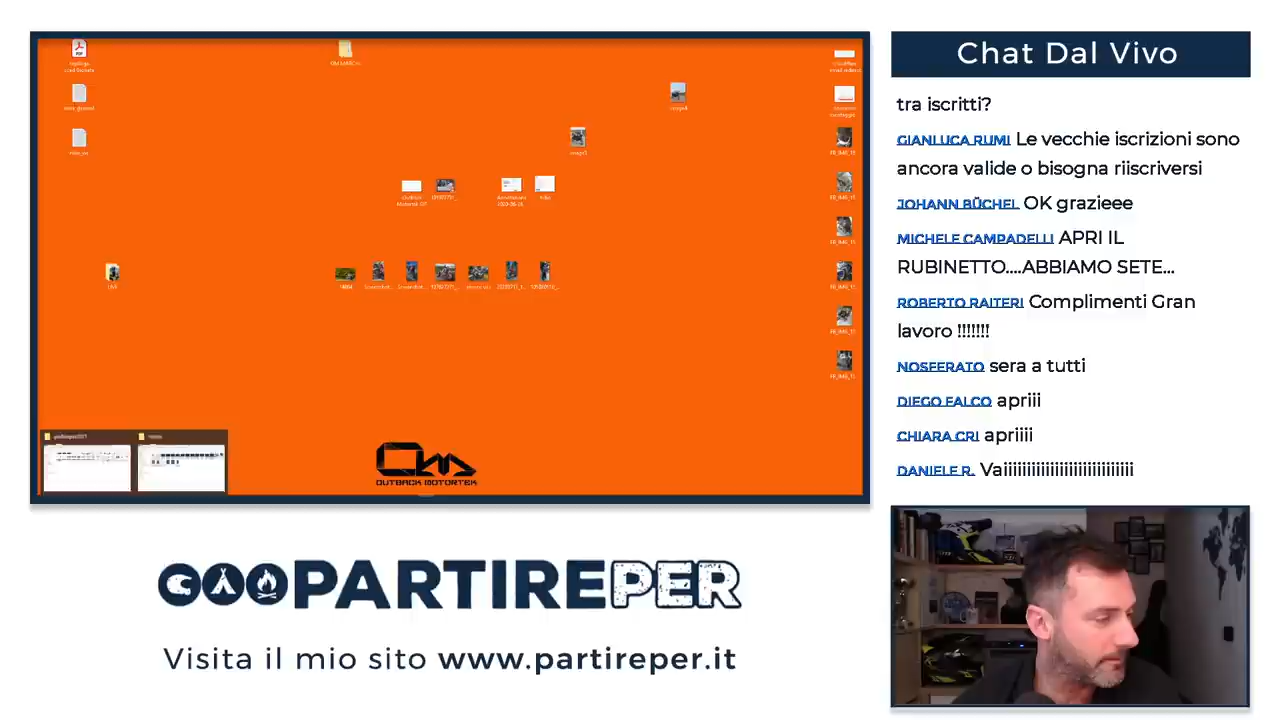 Chat Dal Vivo
tra iscritti?
GIANLUCA RUMI Le vecchie iscrizioni sono
ancora valide o bisogna riiscriversi
JOHANN BÜCHEL OK grazieee
MICHELE CAMPADELLI APRI IL
RUBINETTO....ABBIAMO SETE...
ROBERTO RAITERI Complimenti Gran
lavoro !!!!!!!
NOSFERATO sera a tutti
DIEGO FALCO apriii
CHIARA CRI apriiii
DANIELE R. Vaiiiiiiiiiiiiiiiiiiiiiiiiiiii
OUTBACK MOTORTEK
PARTIREPER
Visita il mio sito www.partireper.it